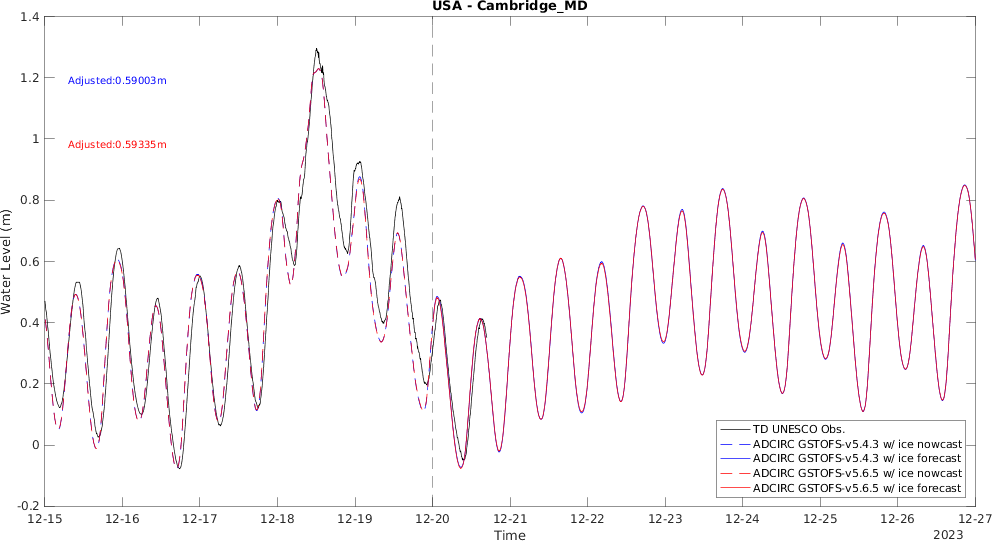 USA - Cambridge_MD
1.4
1.2
1
0.8
0.6
0.4
0.2
0
-0.2
Water Level (m)
Adjusted:0.59003m
Adjusted:0.59335m
TD UNESCO Obs.
ADCIRC GSTOFS-v5.4.3 w/ ice nowcast
ADCIRC GSTOFS-v5.4.3 w/ ice forecast
ADCIRC GSTOFS-v5.6.5 w/ ice nowcast
ADCIRC GSTOFS-v5.6.5 w/ ice forecast
12-15 12-16 12-17 12-18 12-19 12-20 12-21 12-22 12-23 12-24 12-25 12-26 12-27
Time
2023